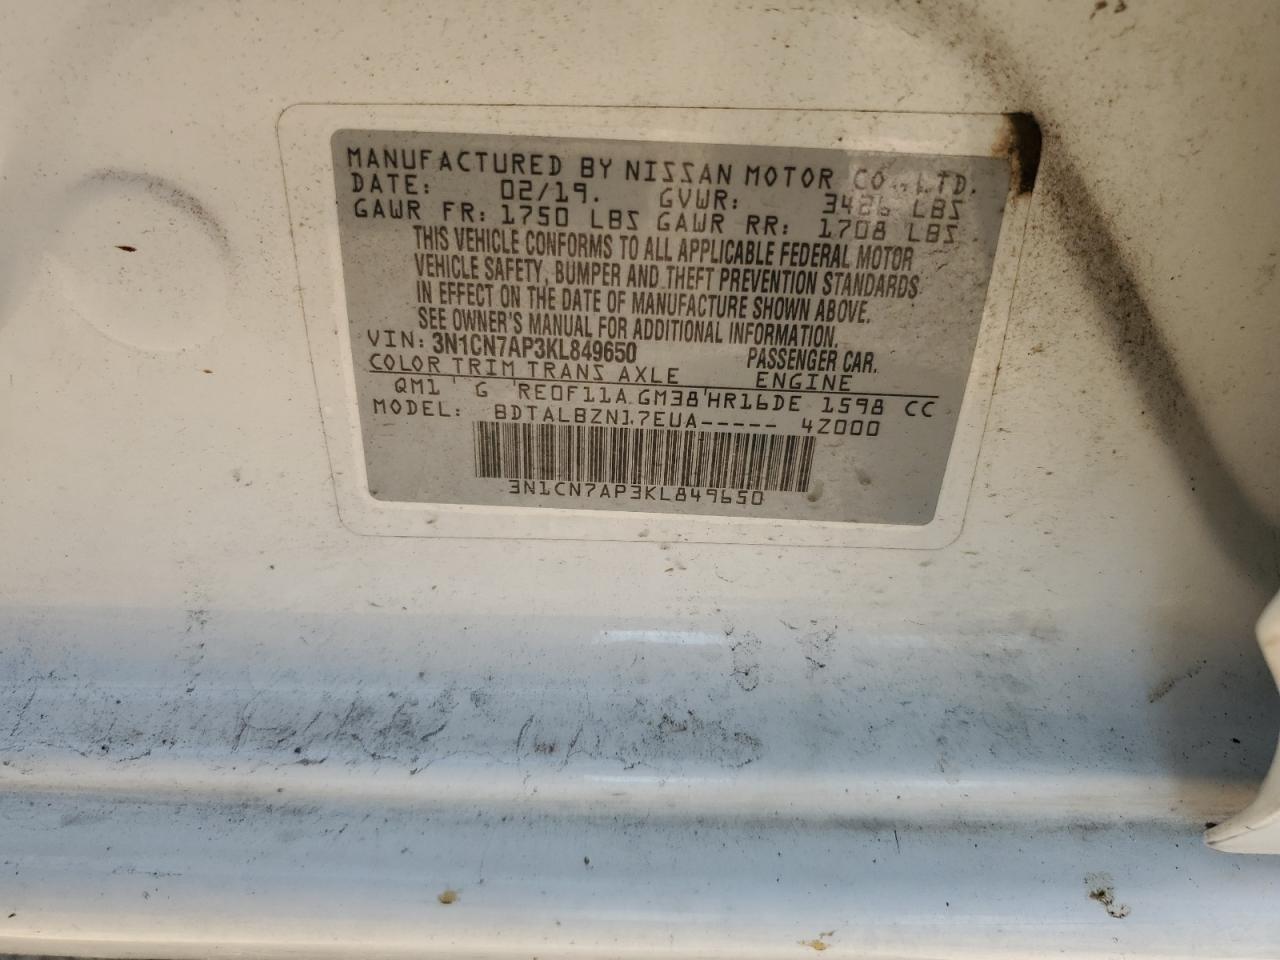 MANUFACTURED BY NISSAN MOTOR CO., LTD.
DATE: 02/19. GVWR: 3426 LBS
GAWR FR: 1750 LBS GAWR RR: 1708 LBS
THIS VEHICLE CONFORMS TO ALL APPLICABLE FEDERAL MOTOR
VEHICLE SAFETY, BUMPER AND THEFT PREVENTION STANDARDS
IN EFFECT ON THE DATE OF MANUFACTURE SHOWN ABOVE.
SEE OWNER'S MANUAL FOR ADDITIONAL INFORMATION.
VIN: 3N1CN7AP3KL849650 PASSENGER CAR.
COLOR TRIM TRANS AXLE ENGINE
QM1 G RE0F11A GM38 HR16DE 1598 CC
MODEL: BDTALBZN17EUA----- 4Z000
3N1CN7AP3KL849650